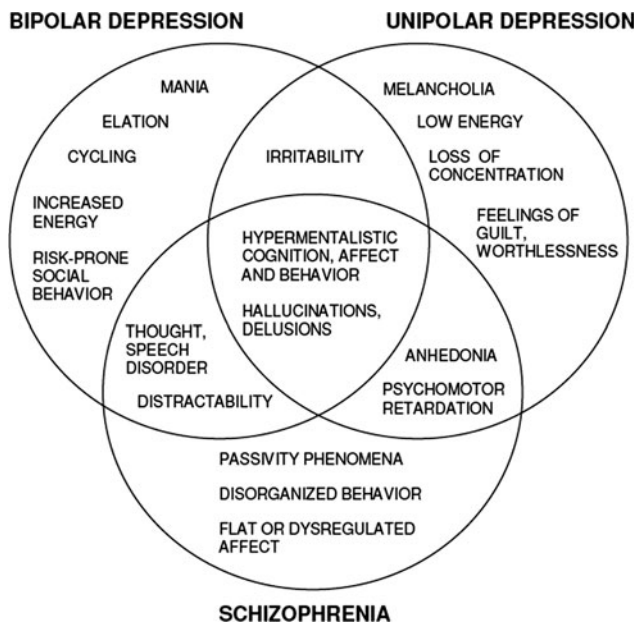 BIPOLAR DEPRESSION
UNIPOLAR DEPRESSION
MANIA
ELATION
CYCLING
INCREASED
ENERGY
RISK-PRONE
SOCIAL
BEHAVIOR
IRRITABILITY
MELANCHOLIA
LOW ENERGY
LOSS OF
CONCENTRATION
FEELINGS OF
GUILT,
WORTHLESSNESS
HYPERMENTALISTIC
COGNITION, AFFECT
AND BEHAVIOR
HALLUCINATIONS,
DELUSIONS
THOUGHT,
SPEECH
DISORDER
DISTRACTABILITY
ANHEDONIA
PSYCHOMOTOR
RETARDATION
PASSIVITY PHENOMENA
DISORGANIZED BEHAVIOR
FLAT OR DYSREGULATED
AFFECT
SCHIZOPHRENIA